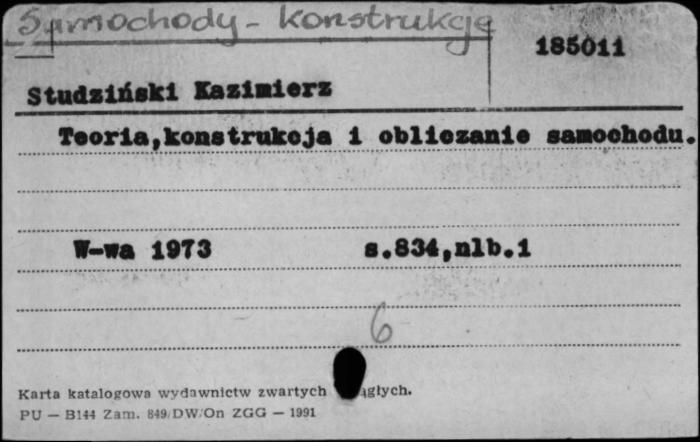 Samochody - konstrukcje
185011
Studziński Kazimierz
Teoria,konstrukcja i obliczanie samochodu.
W-wa 1973 s.834,nlb.1
6
Karta katalogowa wydawnictw zwartych
PU — B144 Zam. 849/DW/On ZGG — 1991